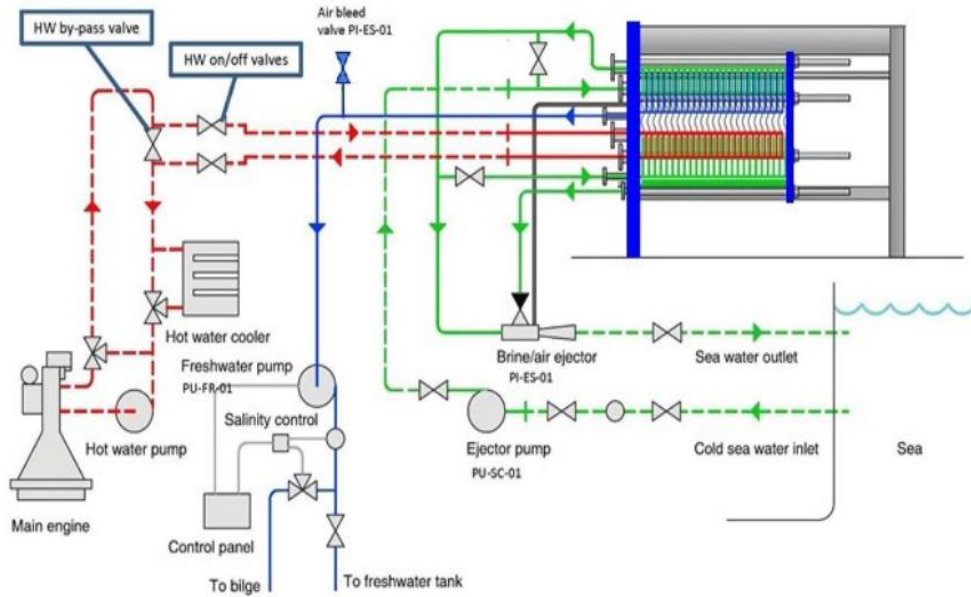 HW by-pass valve
Air bleed
valve PI-ES-01
HW on/off valves
Hot water cooler
Freshwater pump
PU-FR-01
Brine/air ejector
PI-ES-01
Sea water outlet
Salinity control
Hot water pump
Ejector pump
PU-SC-01
Cold sea water inlet
Sea
Main engine
Control panel
To bilge
To freshwater tank